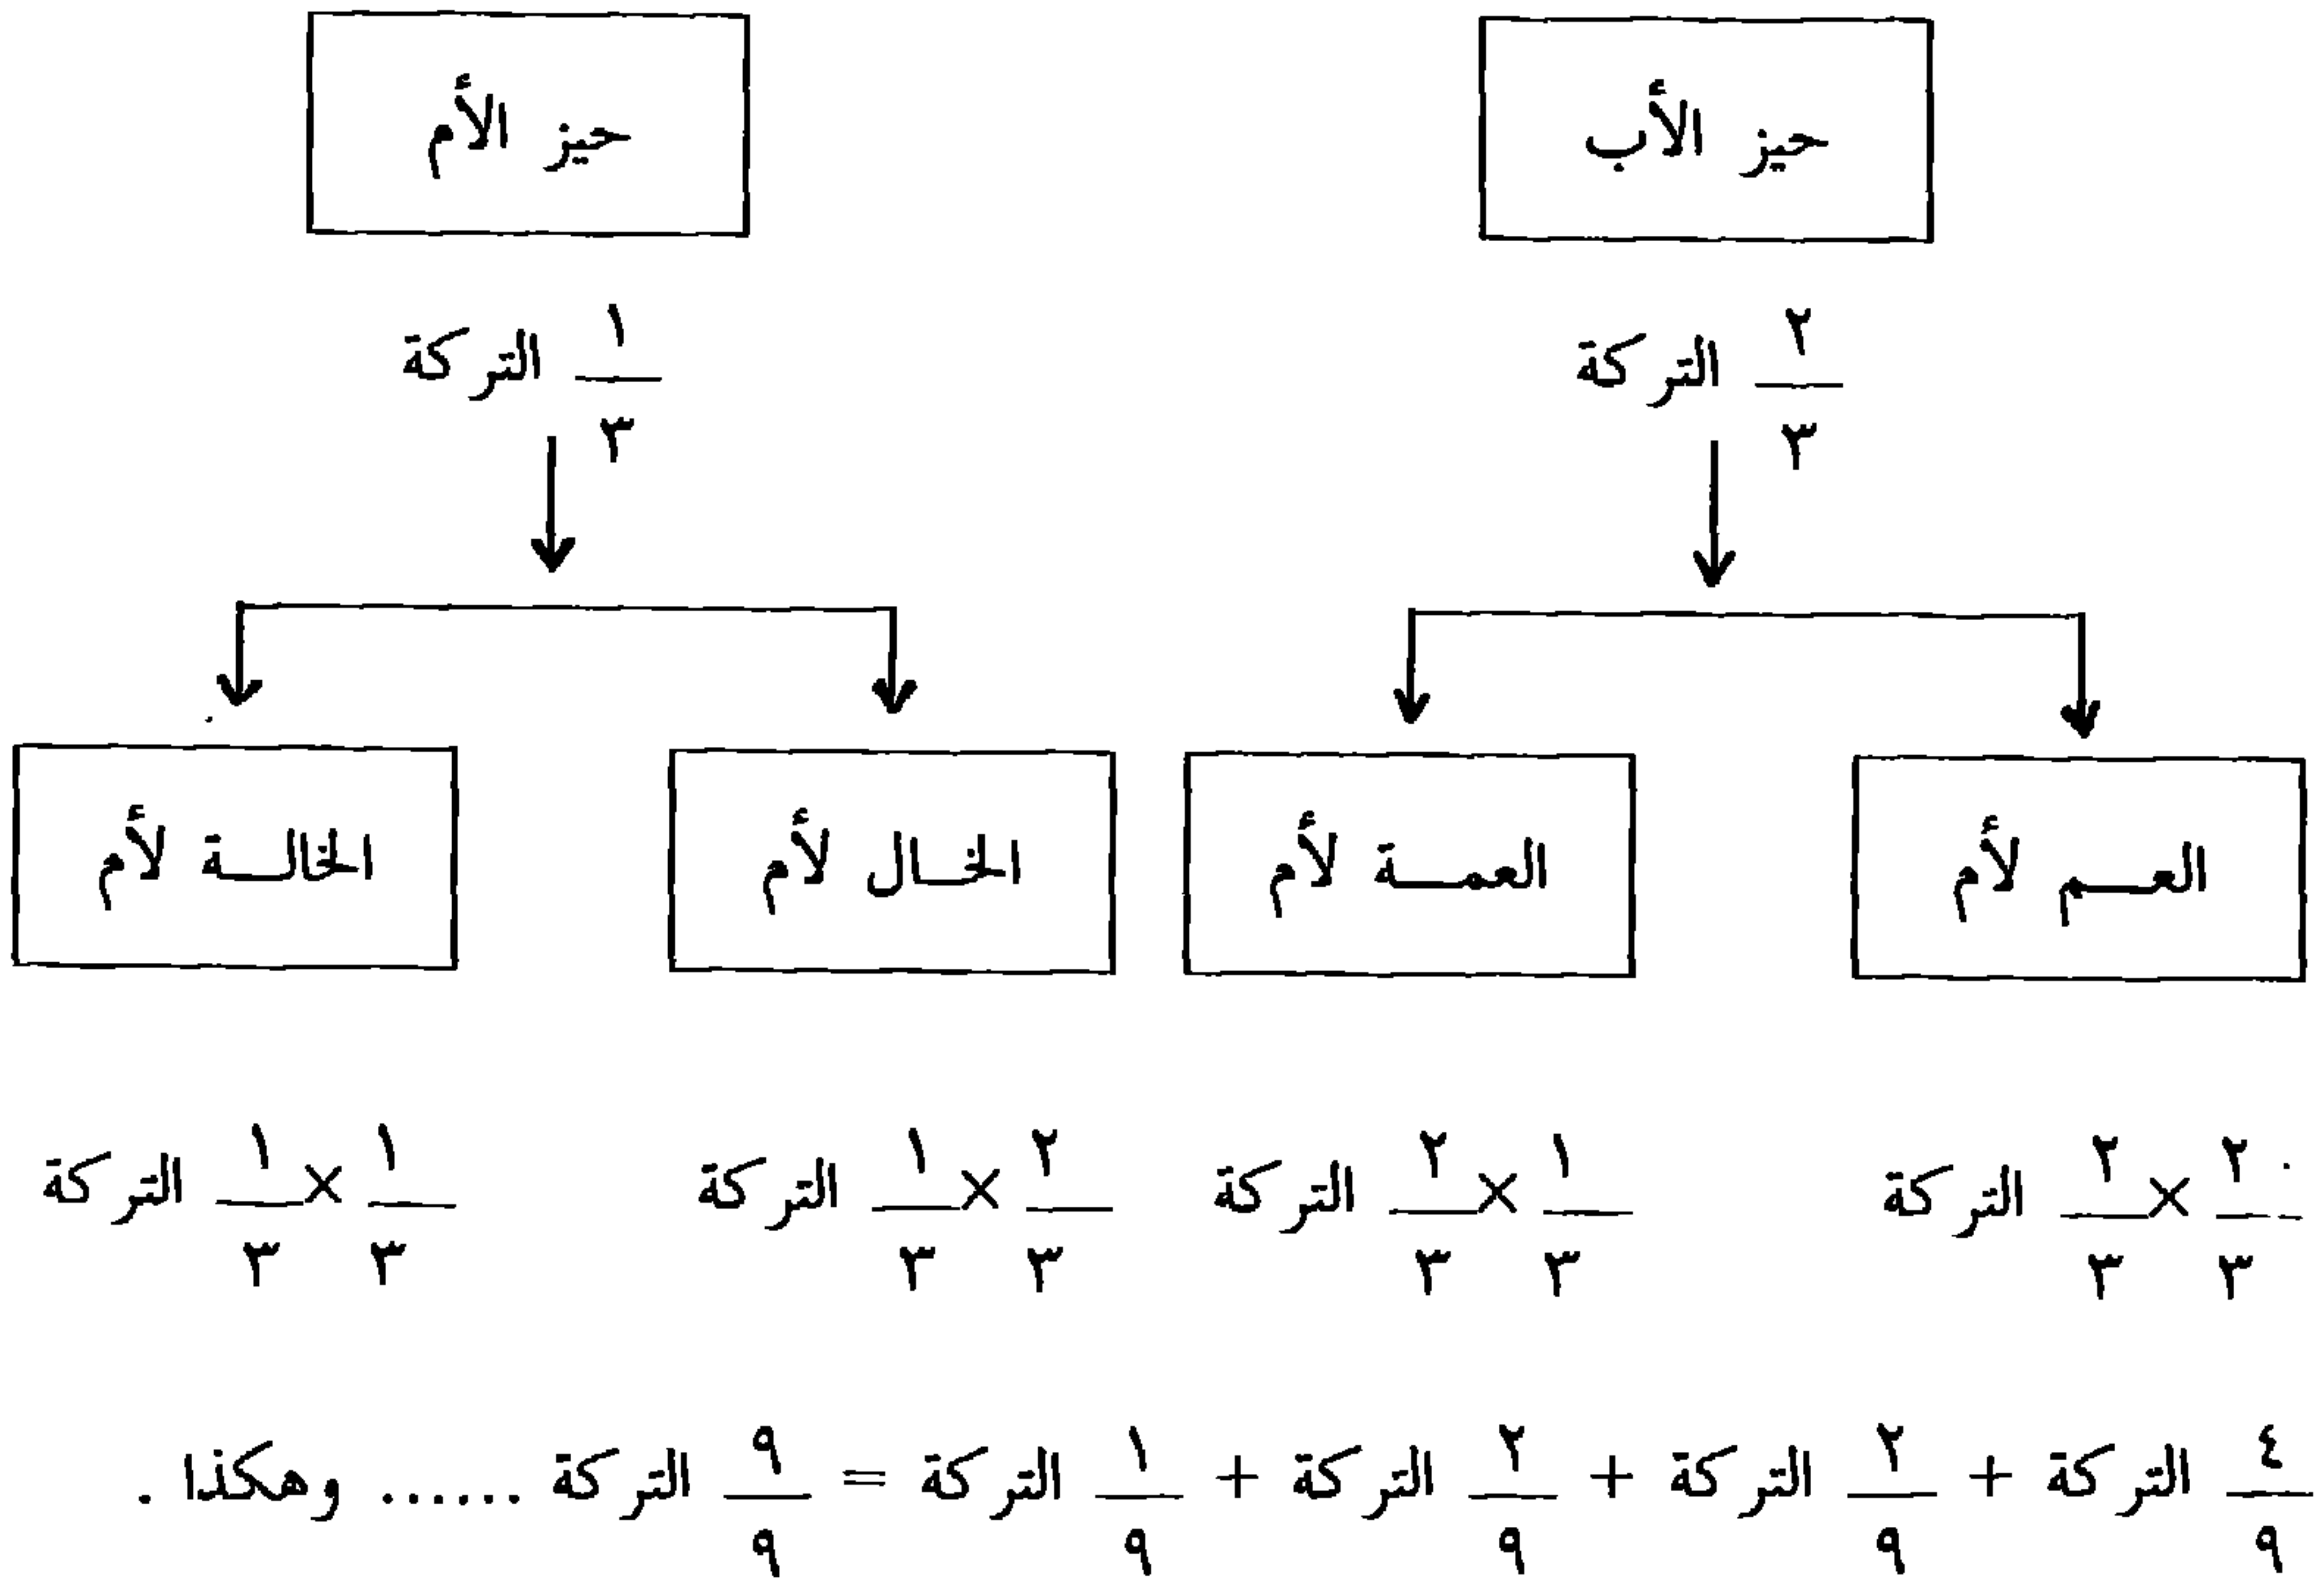 حيز الأب حيز الأم
٢/٣ التركة ١/٣ التركة
العم لأم العمة لأم الخال لأم الخالة لأم
٢/٣ × ٢/٣ التركة ١/٣ × ٢/٣ التركة ٢/٣ × ١/٣ التركة ١/٣ × ١/٣ التركة
٤/٩ التركة + ٢/٩ التركة + ٢/٩ التركة + ١/٩ التركة = ٩/٩ التركة ...... وهكذا .